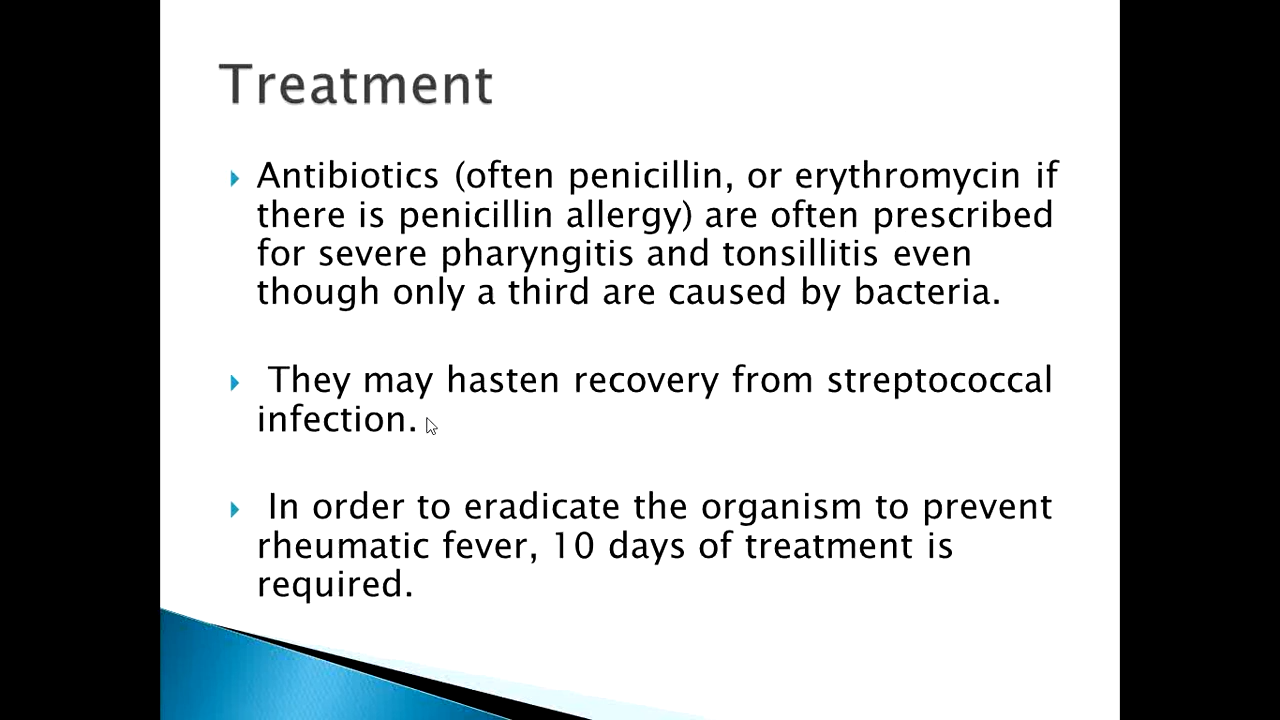 Treatment
Antibiotics (often penicillin, or erythromycin if
there is penicillin allergy) are often prescribed
for severe pharyngitis and tonsillitis even
though only a third are caused by bacteria.
They may hasten recovery from streptococcal
infection.
In order to eradicate the organism to prevent
rheumatic fever, 10 days of treatment is
required.